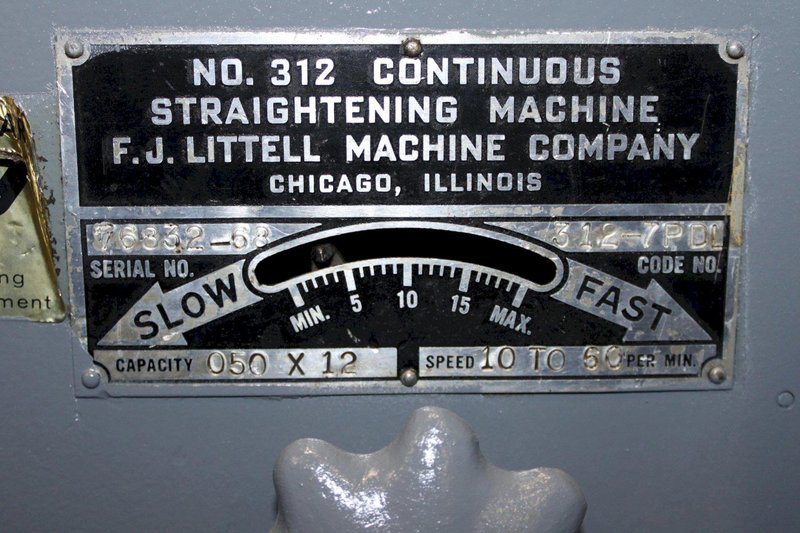 NO. 312 CONTINUOUS
STRAIGHTENING MACHINE
F.J. LITTELL MACHINE COMPANY
CHICAGO, ILLINOIS
76832-68 312-7PDL
SERIAL NO. CODE NO.
SLOW FAST
MIN. 5 10 15 MAX.
CAPACITY 050 X 12 SPEED 10 TO 60 PER MIN.